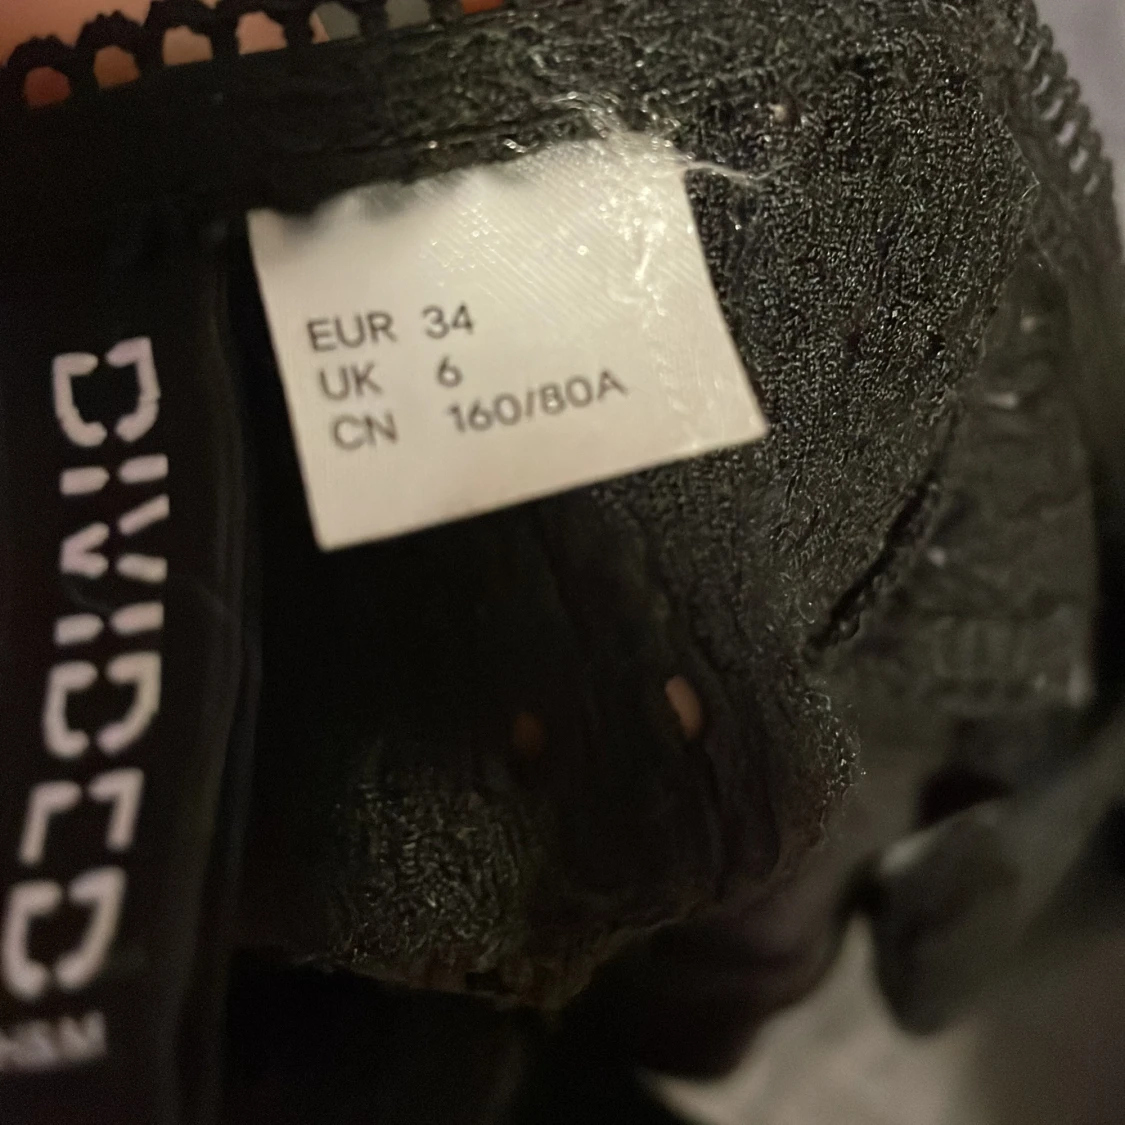 DIVIDED
EUR 34
UK 6
CN 160/80A